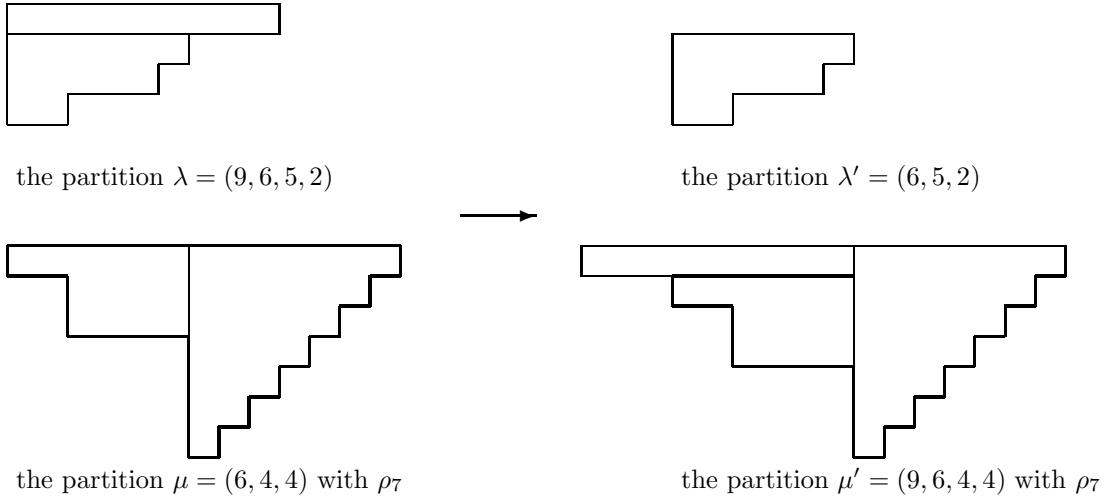 the partition λ = (9, 6, 5, 2)
the partition λ′ = (6, 5, 2)
the partition μ = (6, 4, 4) with ρ₇
the partition μ′ = (9, 6, 4, 4) with ρ₇